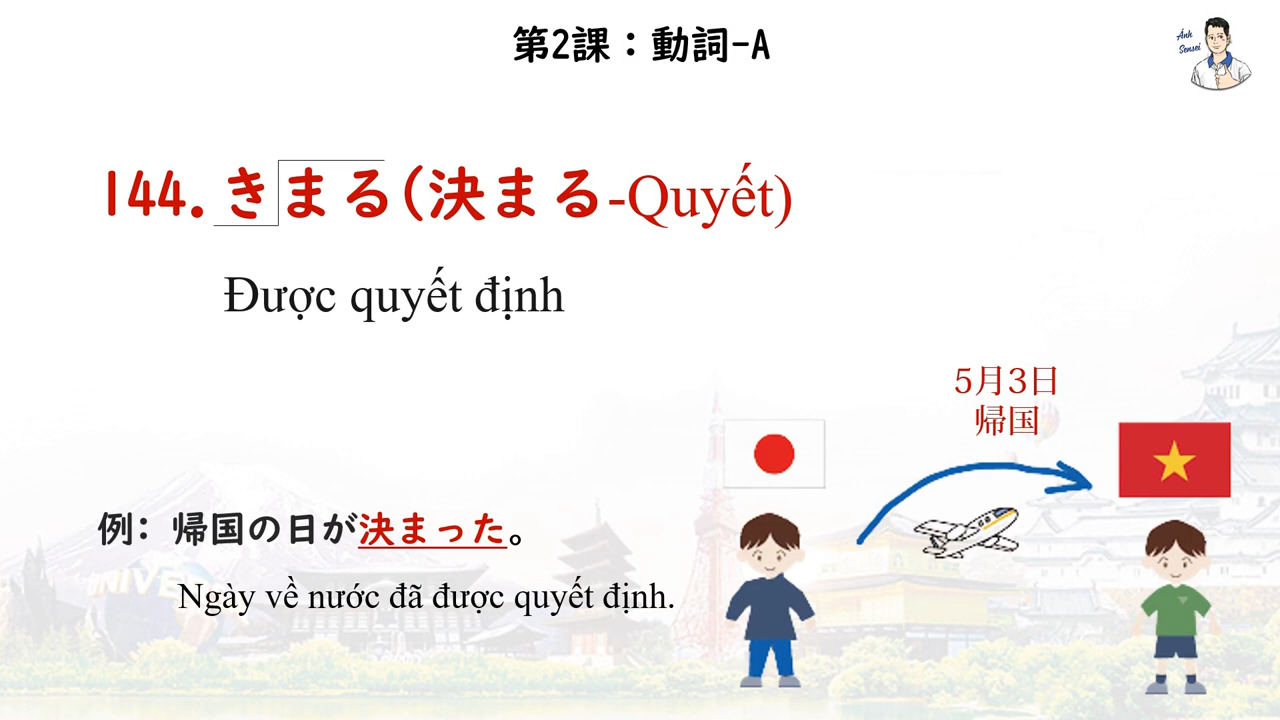 第2課：動詞-A
Ánh
Sensei
144.きまる(決まる-Quyết)
Được quyết định
5月3日
帰国
例: 帰国の日が決まった。
Ngày về nước đã được quyết định.
UNIVE